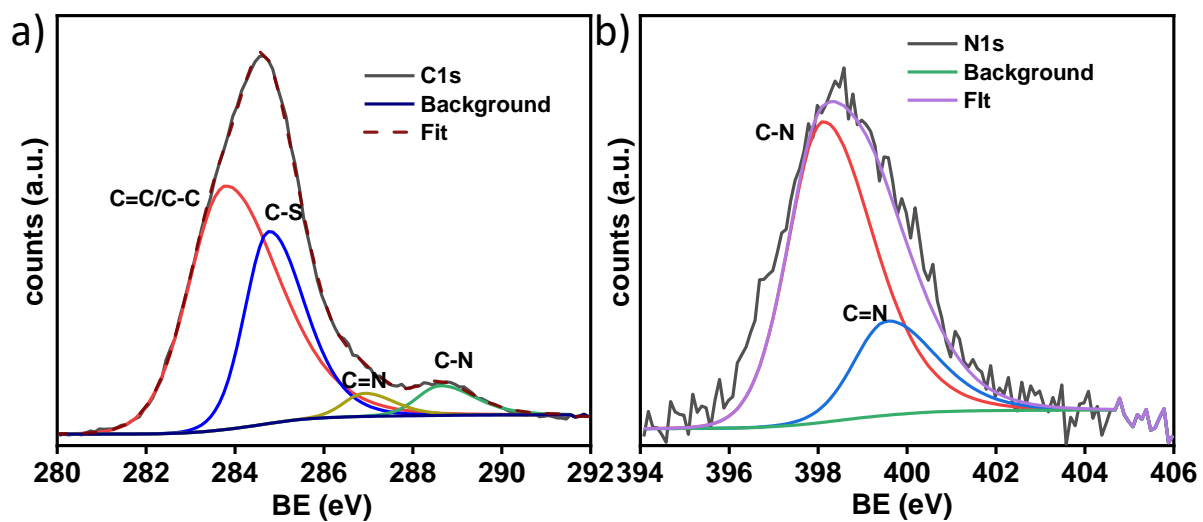 a)
C1s
Background
Fit
C=C/C-C
C-S
C=N
C-N
counts (a.u.)
280 282 284 286 288 290 292
BE (eV)
b)
N1s
Background
FIt
C-N
C=N
counts (a.u.)
394 396 398 400 402 404 406
BE (eV)